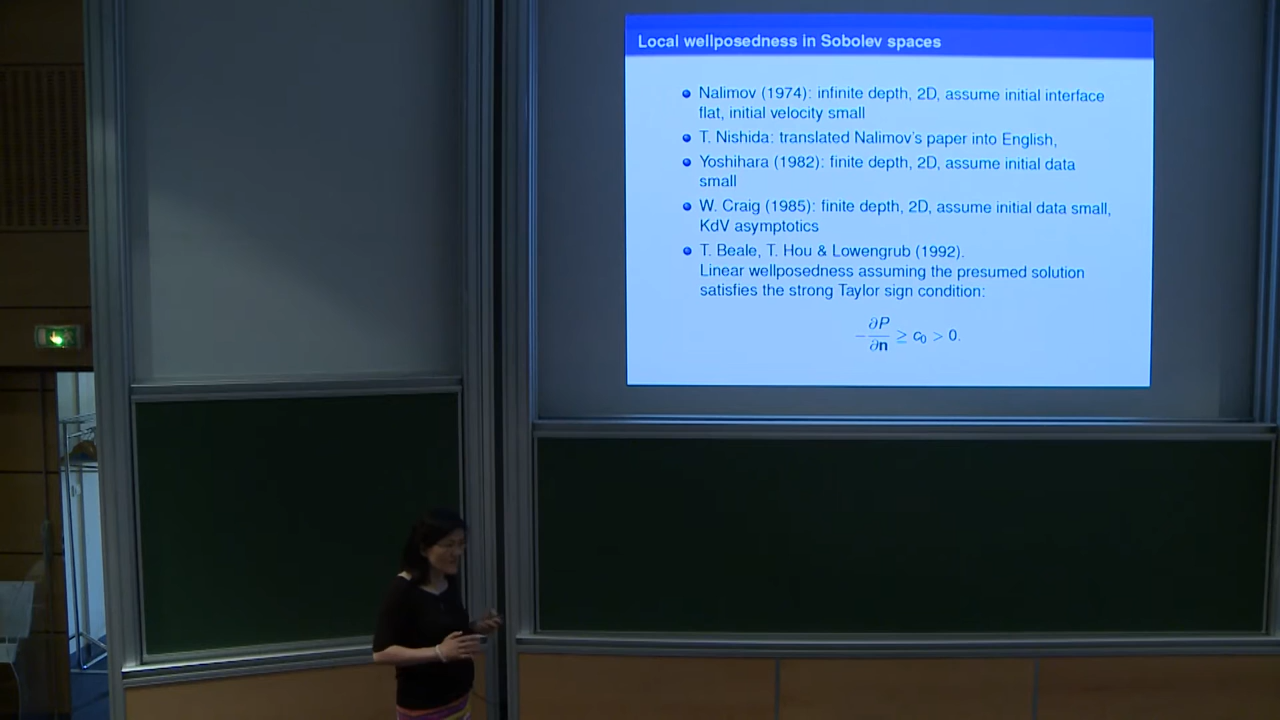 Local wellposedness in Sobolev spaces
Nalimov (1974): infinite depth, 2D, assume initial interface
flat, initial velocity small
T. Nishida: translated Nalimov's paper into English,
Yoshihara (1982): finite depth, 2D, assume initial data
small
W. Craig (1985): finite depth, 2D, assume initial data small,
KdV asymptotics
T. Beale, T. Hou & Lowengrub (1992).
Linear wellposedness assuming the presumed solution
satisfies the strong Taylor sign condition:
−∂P/∂n ≥ c₀ > 0.